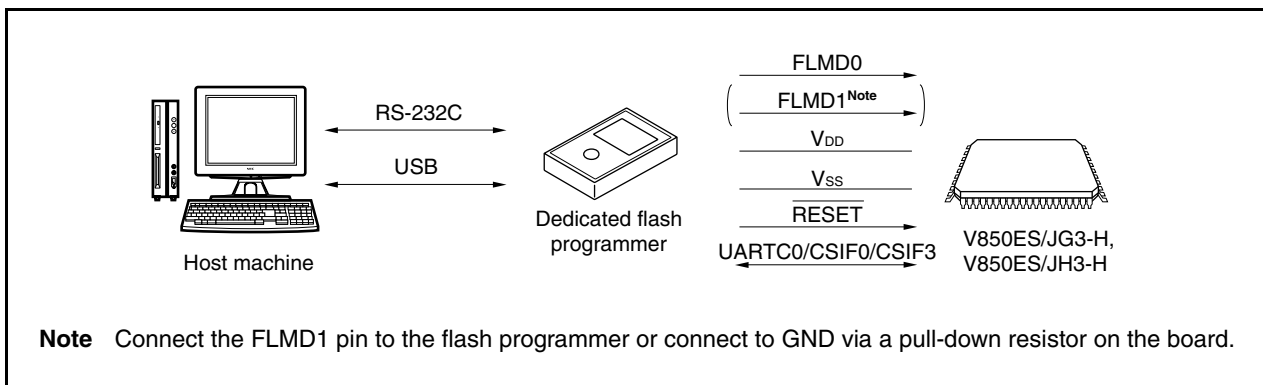 FLMD0
FLMD1Note
RS-232C
VDD
USB
VSS
RESET
Dedicated flash
programmer
UARTC0/CSIF0/CSIF3
V850ES/JG3-H,
V850ES/JH3-H
Host machine
Note Connect the FLMD1 pin to the flash programmer or connect to GND via a pull-down resistor on the board.